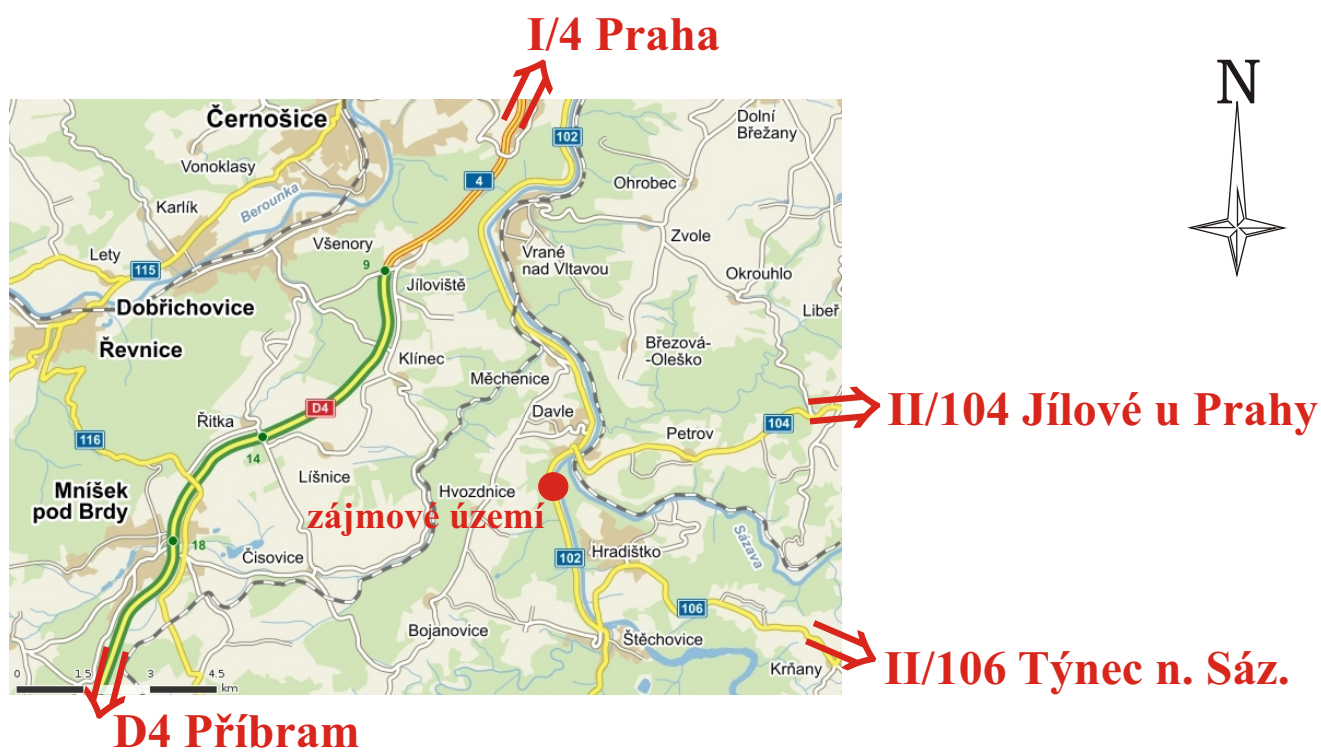 I/4 Praha
N
Černošice
Dolní
Břežany
102
Vonoklasy
4
Ohrobec
Karlík
Berounka
Zvole
Všenory
Vrané
nad Vltavou
Lety
115
9
Okrouhlo
Jíloviště
Dobřichovice
Libeř
Řevnice
Březová-
-Oleško
Klínec
Měchenice
D4
Davle
II/104 Jílové u Prahy
Řitka
104
Petrov
116
14
Líšnice
Mníšek
pod Brdy
Hvozdnice
zájmové území
Sázava
18
Čisovice
102
Hradištko
106
Bojanovice
Štěchovice
Krňany
II/106 Týnec n. Sáz.
0 1.5 3 4.5
km
D4 Příbram